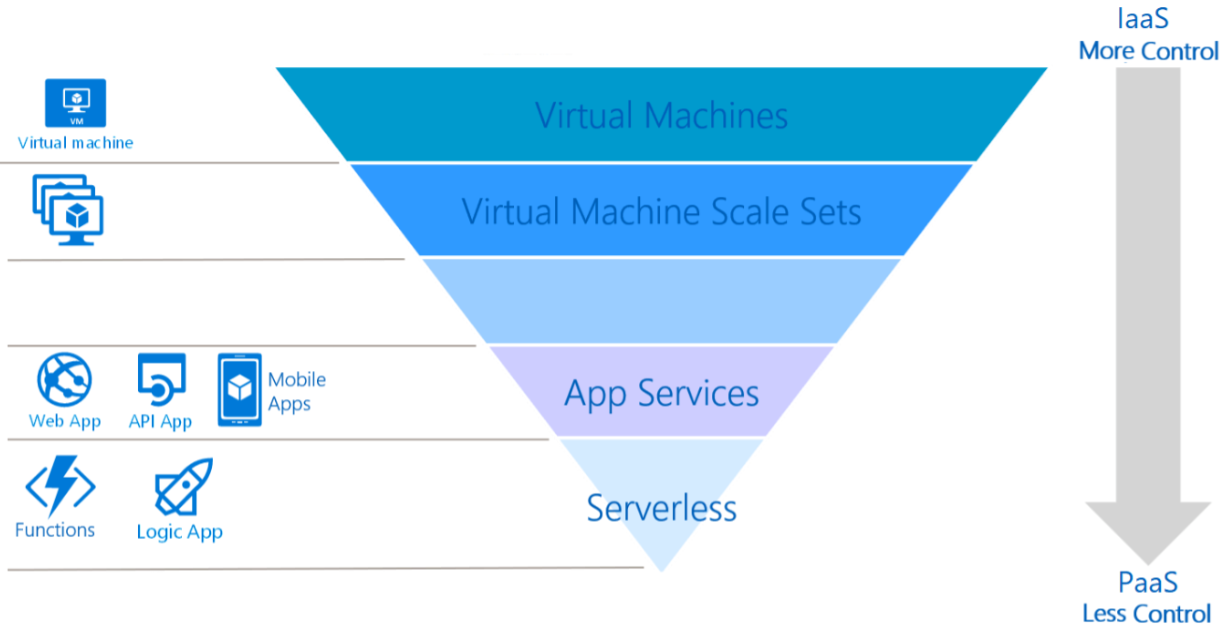 IaaS
More Control
VM
Virtual machine
Virtual Machines
Virtual Machine Scale Sets
Web App
API App
Mobile
Apps
App Services
Functions
Logic App
Serverless
PaaS
Less Control